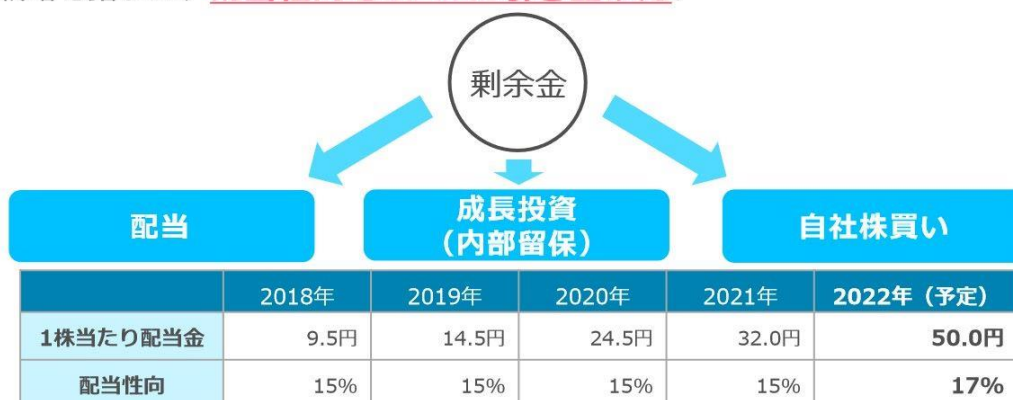 剰余金
配当
成長投資
（内部留保）
自社株買い
2018年 2019年 2020年 2021年 2022年（予定）
1株当たり配当金 9.5円 14.5円 24.5円 32.0円 50.0円
配当性向 15% 15% 15% 15% 17%